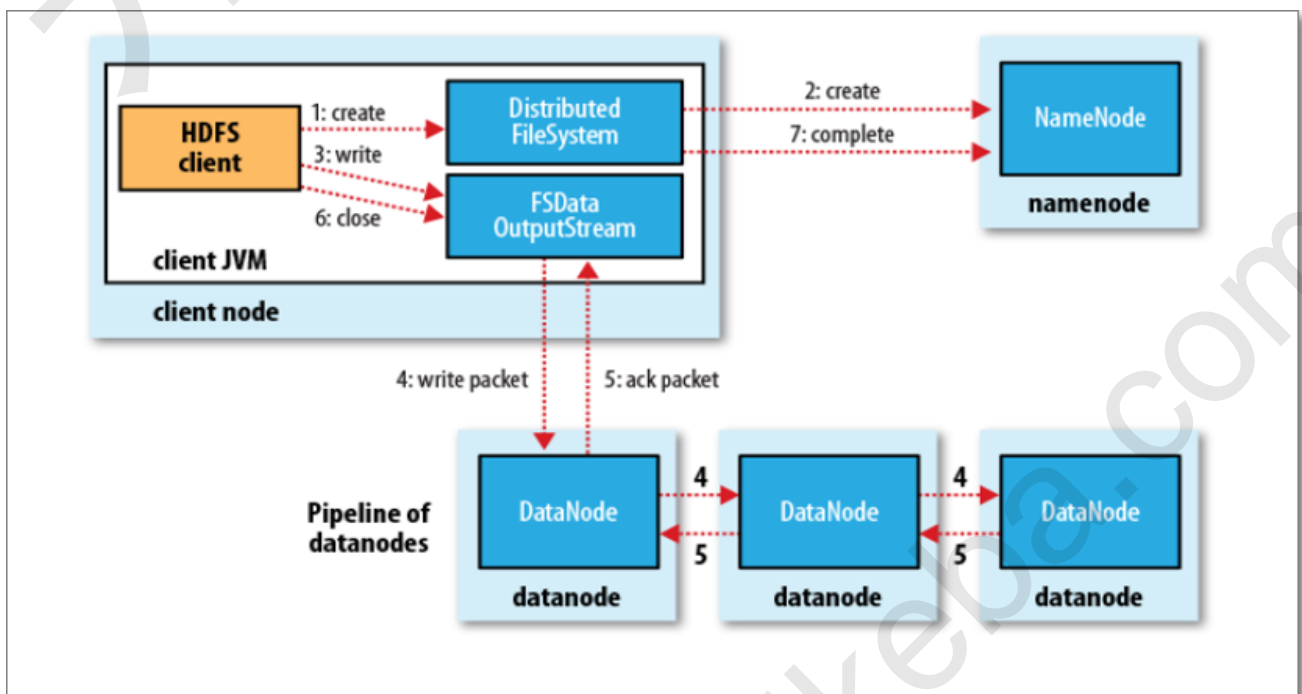 1: create
2: create
HDFS
client
Distributed
FileSystem
NameNode
3: write
7: complete
6: close
FSData
OutputStream
namenode
client JVM
client node
4: write packet
5: ack packet
Pipeline of
datanodes
DataNode
4
5
DataNode
4
5
DataNode
datanode
datanode
datanode